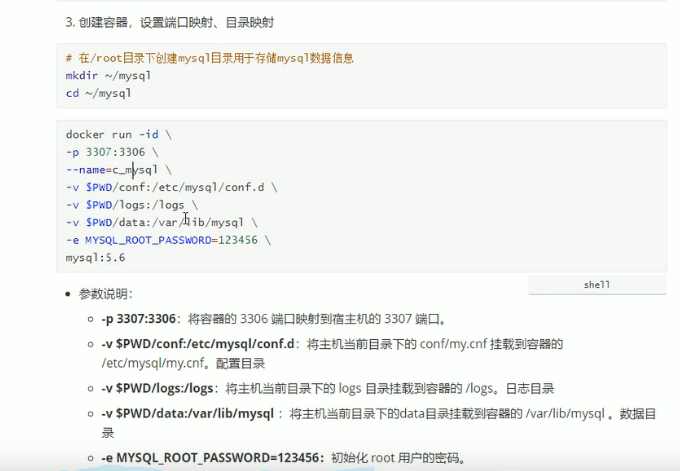 3. 创建容器，设置端口映射、目录映射
# 在/root目录下创建mysql目录用于存储mysql数据信息
mkdir ~/mysql
cd ~/mysql
docker run -id \
-p 3307:3306 \
--name=c_mysql \
-v $PWD/conf:/etc/mysql/conf.d \
-v $PWD/logs:/logs \
-v $PWD/data:/var/lib/mysql \
-e MYSQL_ROOT_PASSWORD=123456 \
mysql:5.6
shell
• 参数说明：
-p 3307:3306：将容器的 3306 端口映射到宿主机的 3307 端口。
-v $PWD/conf:/etc/mysql/conf.d：将主机当前目录下的 conf/my.cnf 挂载到容器的
/etc/mysql/my.cnf。配置目录
-v $PWD/logs:/logs：将主机当前目录下的 logs 目录挂载到容器的 /logs。日志目录
-v $PWD/data:/var/lib/mysql ：将主机当前目录下的data目录挂载到容器的 /var/lib/mysql 。数据目
录
-e MYSQL_ROOT_PASSWORD=123456：初始化 root 用户的密码。